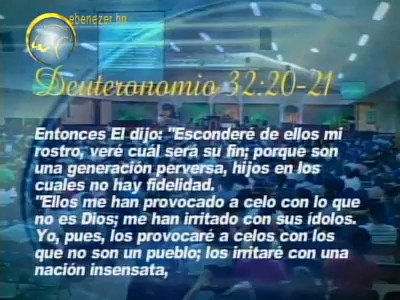 ebenezer.hn
Deuteronomio 32:20-21
Entonces El dijo: "Esconderé de ellos mi
rostro, veré cuál será su fin; porque son
una generación perversa, hijos en los
cuales no hay fidelidad.
"Ellos me han provocado a celo con lo que
no es Dios; me han irritado con sus ídolos.
Yo, pues, los provocaré a celos con los
que no son un pueblo; los irritaré con una
nación insensata,